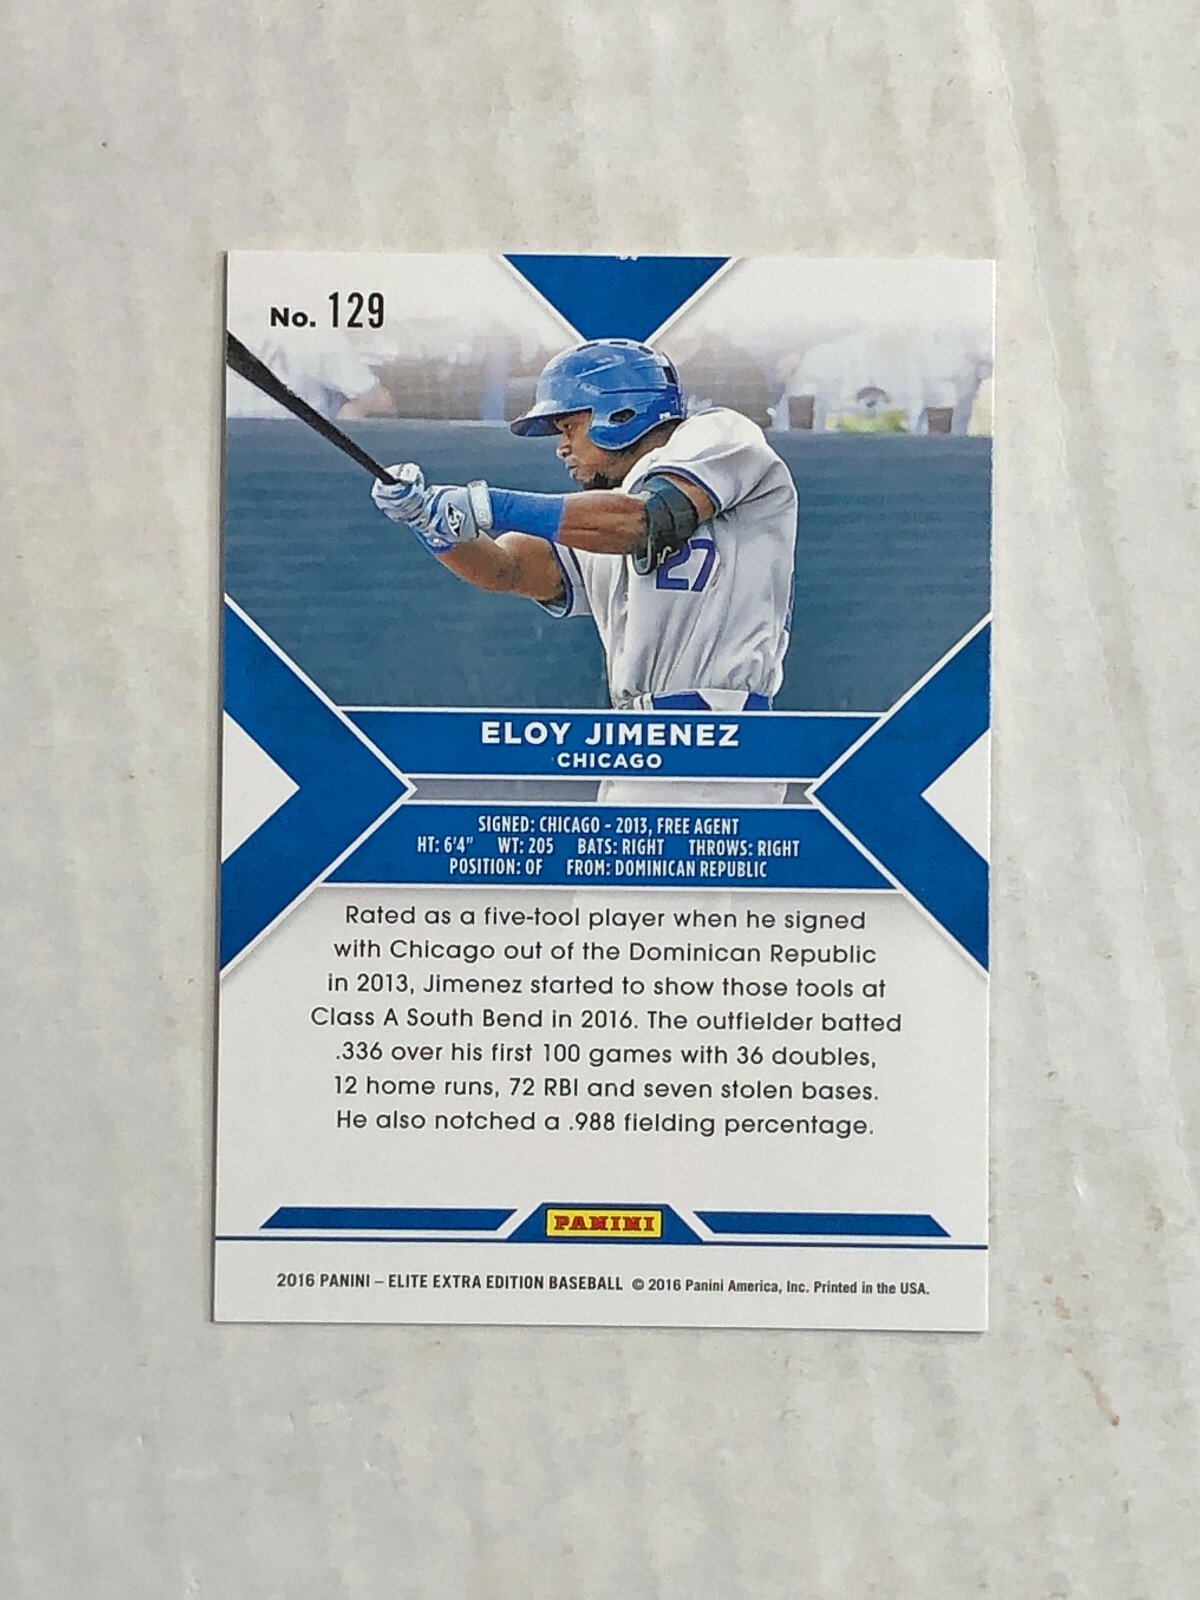 No. 129
27
ELOY JIMENEZ
CHICAGO
SIGNED: CHICAGO - 2013, FREE AGENT
HT: 6'4" WT: 205 BATS: RIGHT THROWS: RIGHT
POSITION: OF FROM: DOMINICAN REPUBLIC
Rated as a five-tool player when he signed
with Chicago out of the Dominican Republic
in 2013, Jimenez started to show those tools at
Class A South Bend in 2016. The outfielder batted
.336 over his first 100 games with 36 doubles,
12 home runs, 72 RBI and seven stolen bases.
He also notched a .988 fielding percentage.
PANINI
2016 PANINI – ELITE EXTRA EDITION BASEBALL © 2016 Panini America, Inc. Printed in the USA.